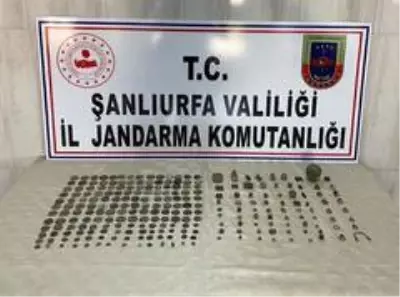 T.C.
ŞANLIURFA VALİLİĞİ
İL JANDARMA KOMUTANLIĞI